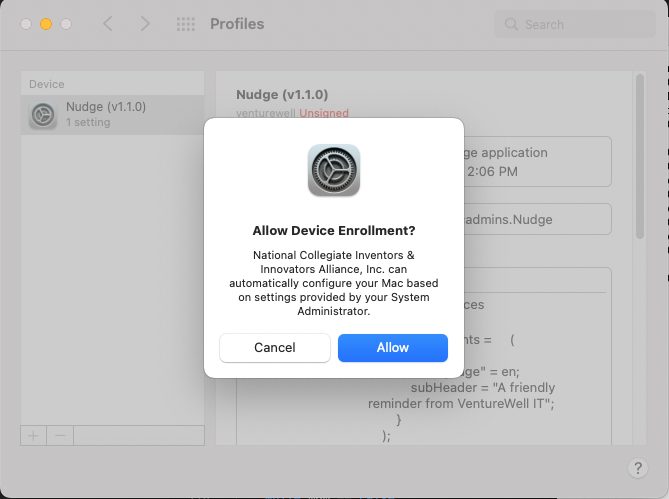 Profiles
Search
Device
Nudge (v1.1.0)
1 setting
Nudge (v1.1.0)
venturewell Unsigned
ge application
2:06 PM
admins.Nudge
Allow Device Enrollment?
National Collegiate Inventors &
Innovators Alliance, Inc. can
automatically configure your Mac based
on settings provided by your System
Administrator.
Cancel
Allow
ces
nts = (
ge" = en;
subHeader = "A friendly
reminder from VentureWell IT";
}
);
+
−
?